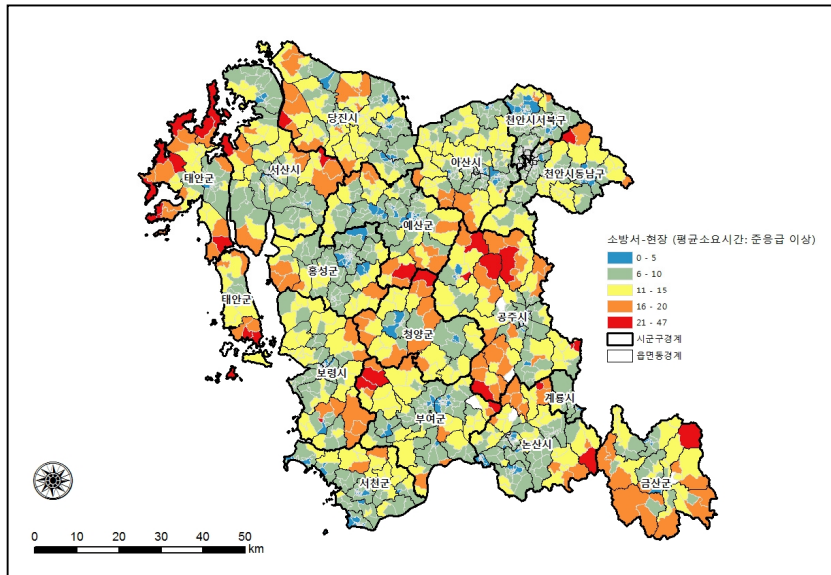 당진시
천안시서북구
아산시
서산시
천안시동남구
태안군
예산군
소방서-현장 (평균소요시간: 준응급 이상)
0 - 5
6 - 10
11 - 15
16 - 20
21 - 47
시군구경계
읍면동경계
홍성군
태안군
공주시
청양군
보령시
계룡시
부여군
논산시
서천군
금산군
0 10 20 30 40 50
km